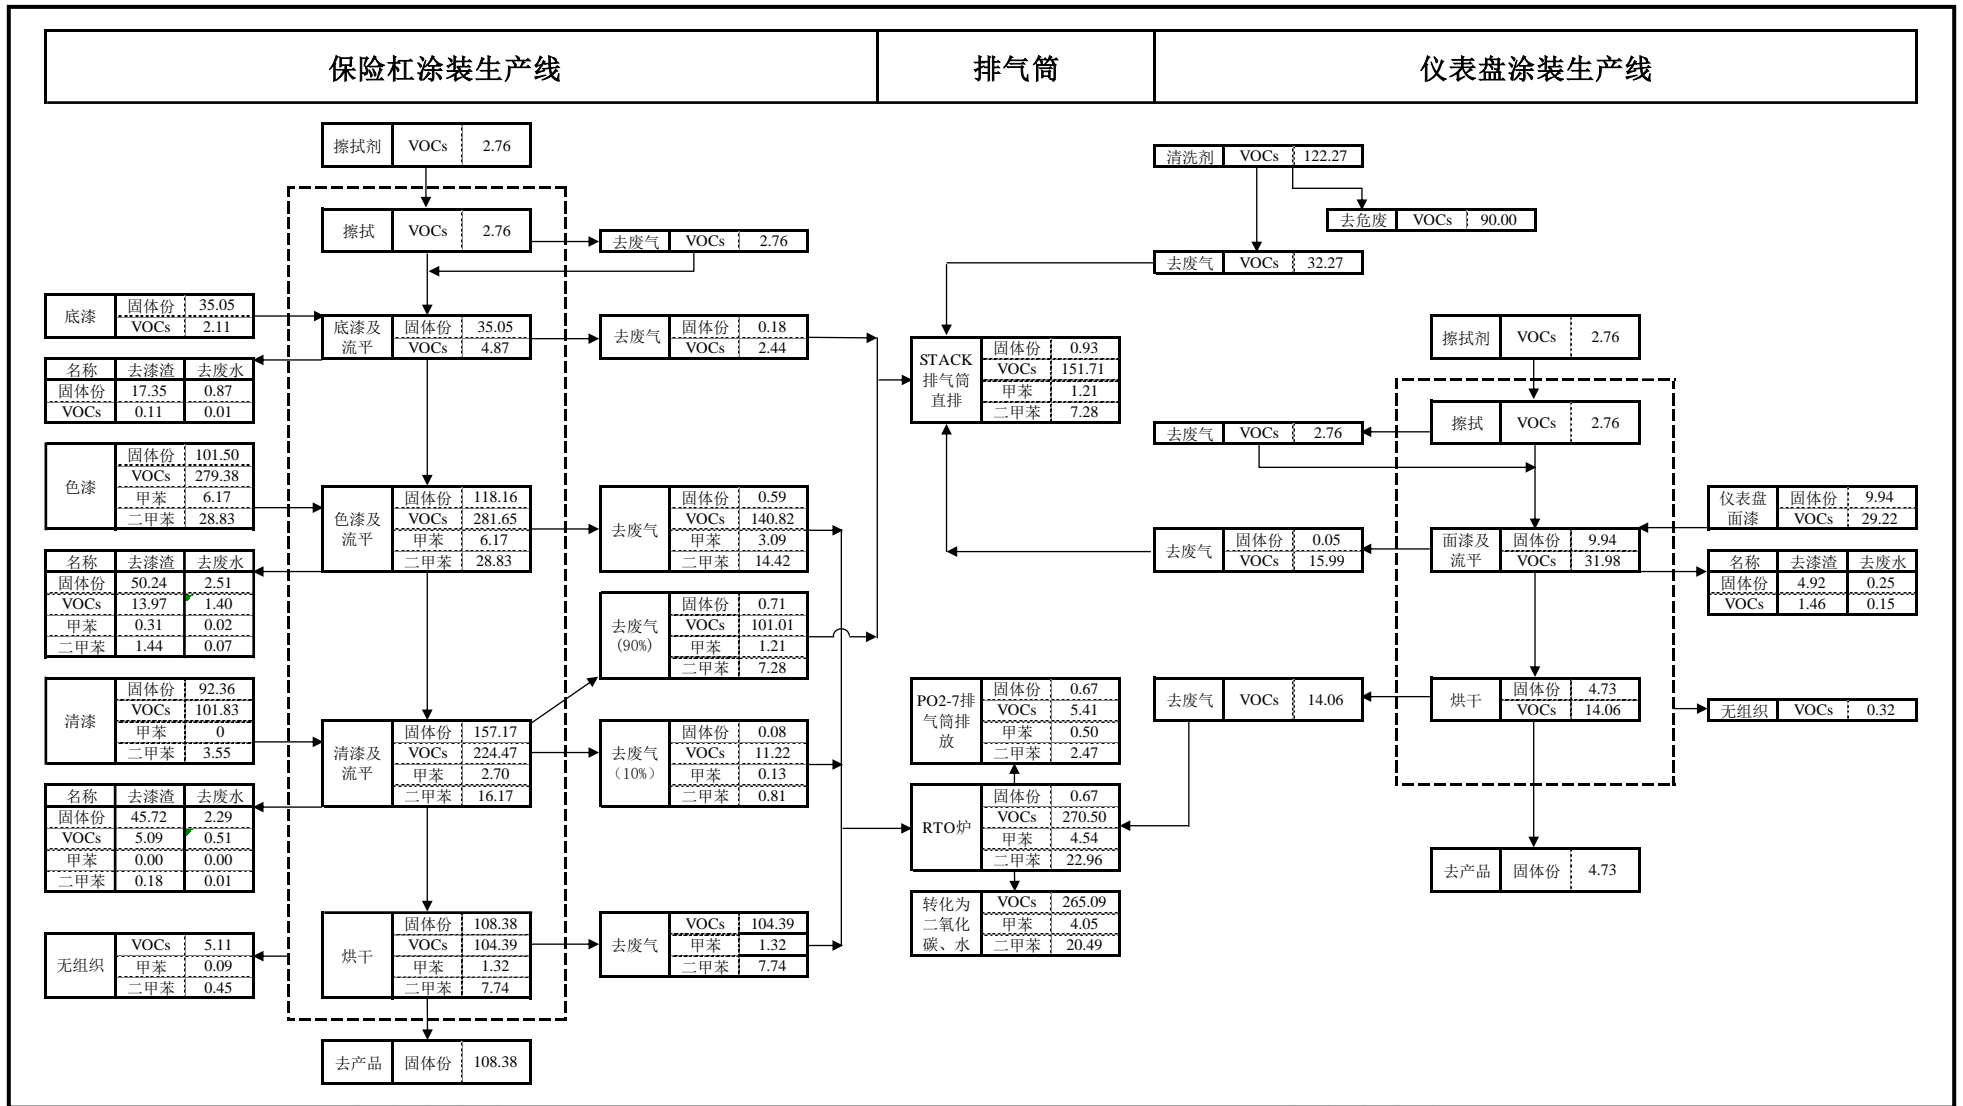 保险杠涂装生产线
排气筒
仪表盘涂装生产线
擦拭剂 VOCs 2.76
擦拭 VOCs 2.76
去废气 VOCs 2.76
底漆 固体份 35.05
VOCs 2.11
底漆及流平 固体份 35.05
VOCs 4.87
去废气 固体份 0.18
VOCs 2.44
名称 去漆渣 去废水
固体份 17.35 0.87
VOCs 0.11 0.01
色漆 固体份 101.50
VOCs 279.38
甲苯 6.17
二甲苯 28.83
色漆及流平 固体份 118.16
VOCs 281.65
甲苯 6.17
二甲苯 28.83
去废气 固体份 0.59
VOCs 140.82
甲苯 3.09
二甲苯 14.42
名称 去漆渣 去废水
固体份 50.24 2.51
VOCs 13.97 1.40
甲苯 0.31 0.02
二甲苯 1.44 0.07
去废气(90%) 固体份 0.71
VOCs 101.01
甲苯 1.21
二甲苯 7.28
清漆 固体份 92.36
VOCs 101.83
甲苯 0
二甲苯 3.55
清漆及流平 固体份 157.17
VOCs 224.47
甲苯 2.70
二甲苯 16.17
去废气（10%） 固体份 0.08
VOCs 11.22
甲苯 0.13
二甲苯 0.81
名称 去漆渣 去废水
固体份 45.72 2.29
VOCs 5.09 0.51
甲苯 0.00 0.00
二甲苯 0.18 0.01
无组织 VOCs 5.11
甲苯 0.09
二甲苯 0.45
烘干 固体份 108.38
VOCs 104.39
甲苯 1.32
二甲苯 7.74
去废气 VOCs 104.39
甲苯 1.32
二甲苯 7.74
去产品 固体份 108.38
STACK排气筒直排 固体份 0.93
VOCs 151.71
甲苯 1.21
二甲苯 7.28
PO2-7排气筒排放 固体份 0.67
VOCs 5.41
甲苯 0.50
二甲苯 2.47
RTO炉 固体份 0.67
VOCs 270.50
甲苯 4.54
二甲苯 22.96
转化为二氧化碳、水 VOCs 265.09
甲苯 4.05
二甲苯 20.49
清洗剂 VOCs 122.27
去危废 VOCs 90.00
去废气 VOCs 32.27
擦拭剂 VOCs 2.76
擦拭 VOCs 2.76
去废气 VOCs 2.76
仪表盘面漆 固体份 9.94
VOCs 29.22
面漆及流平 固体份 9.94
VOCs 31.98
去废气 固体份 0.05
VOCs 15.99
名称 去漆渣 去废水
固体份 4.92 0.25
VOCs 1.46 0.15
烘干 固体份 4.73
VOCs 14.06
去废气 VOCs 14.06
无组织 VOCs 0.32
去产品 固体份 4.73